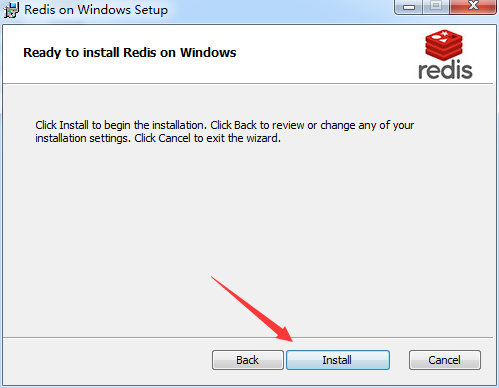 Redis on Windows Setup
Ready to install Redis on Windows
redis
Click Install to begin the installation. Click Back to review or change any of your
installation settings. Click Cancel to exit the wizard.
Back
Install
Cancel